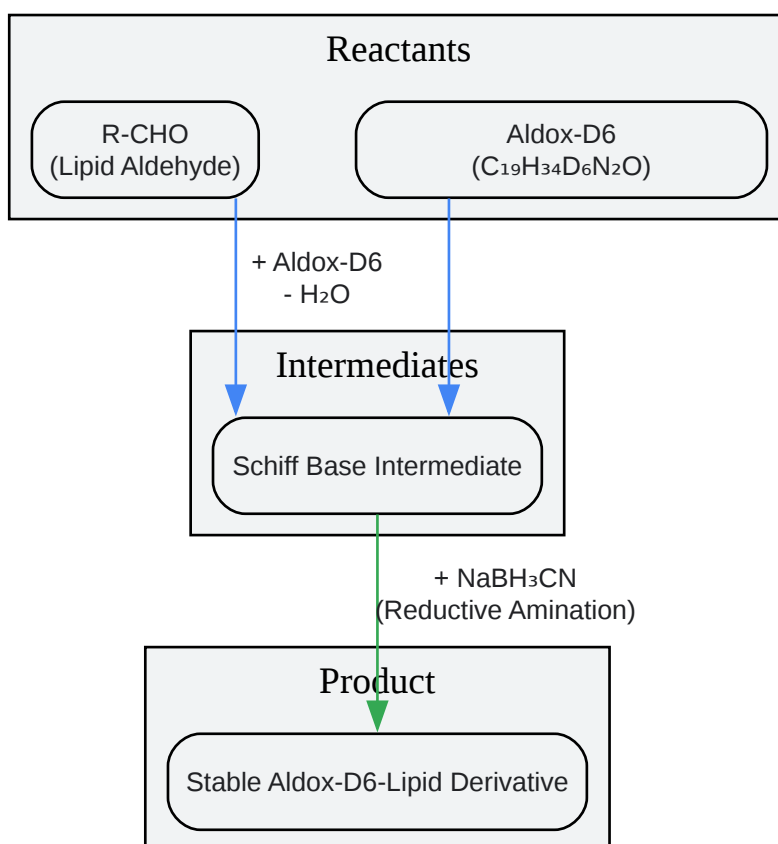 Reactants
R-CHO
(Lipid Aldehyde)
Aldox-D6
(C₁₉H₃₄D₆N₂O)
+ Aldox-D6
- H₂O
Intermediates
Schiff Base Intermediate
+ NaBH₃CN
(Reductive Amination)
Product
Stable Aldox-D6-Lipid Derivative